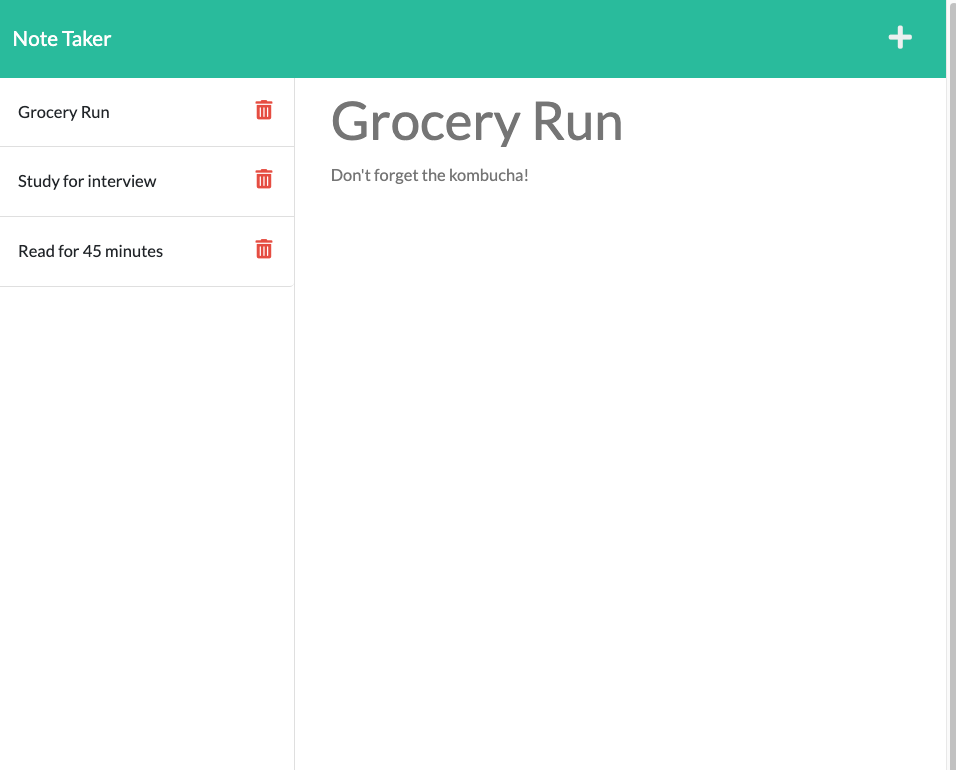 Note Taker
Grocery Run
Study for interview
Read for 45 minutes
Grocery Run
Don't forget the kombucha!